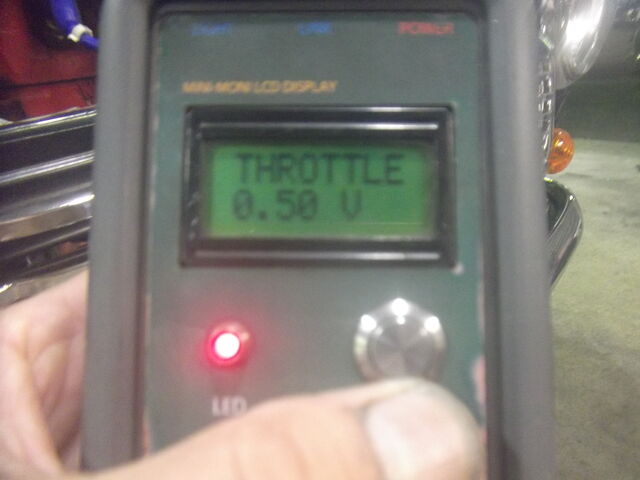 POWER
MINI-MONI LCD DISPLAY
THROTTLE
0.50 V
LED